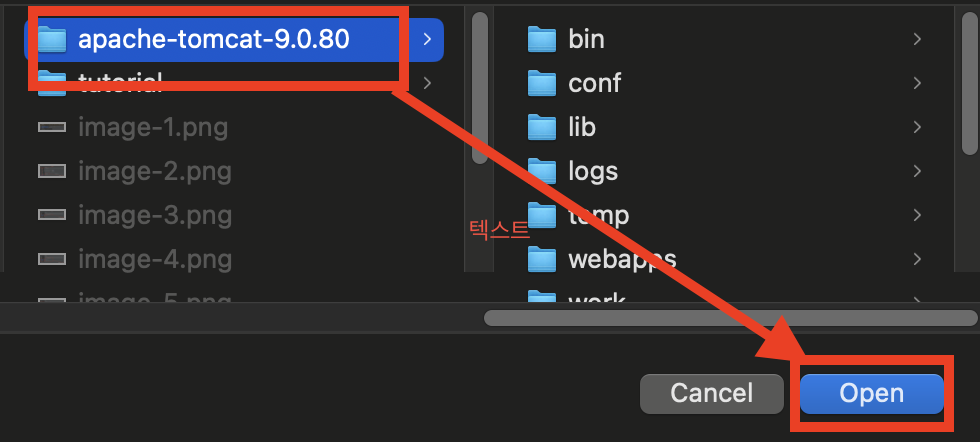 apache-tomcat-9.0.80
tutorial
image-1.png
image-2.png
image-3.png
image-4.png
image-5.png
bin
conf
lib
logs
temp
webapps
work
텍스트
Cancel
Open